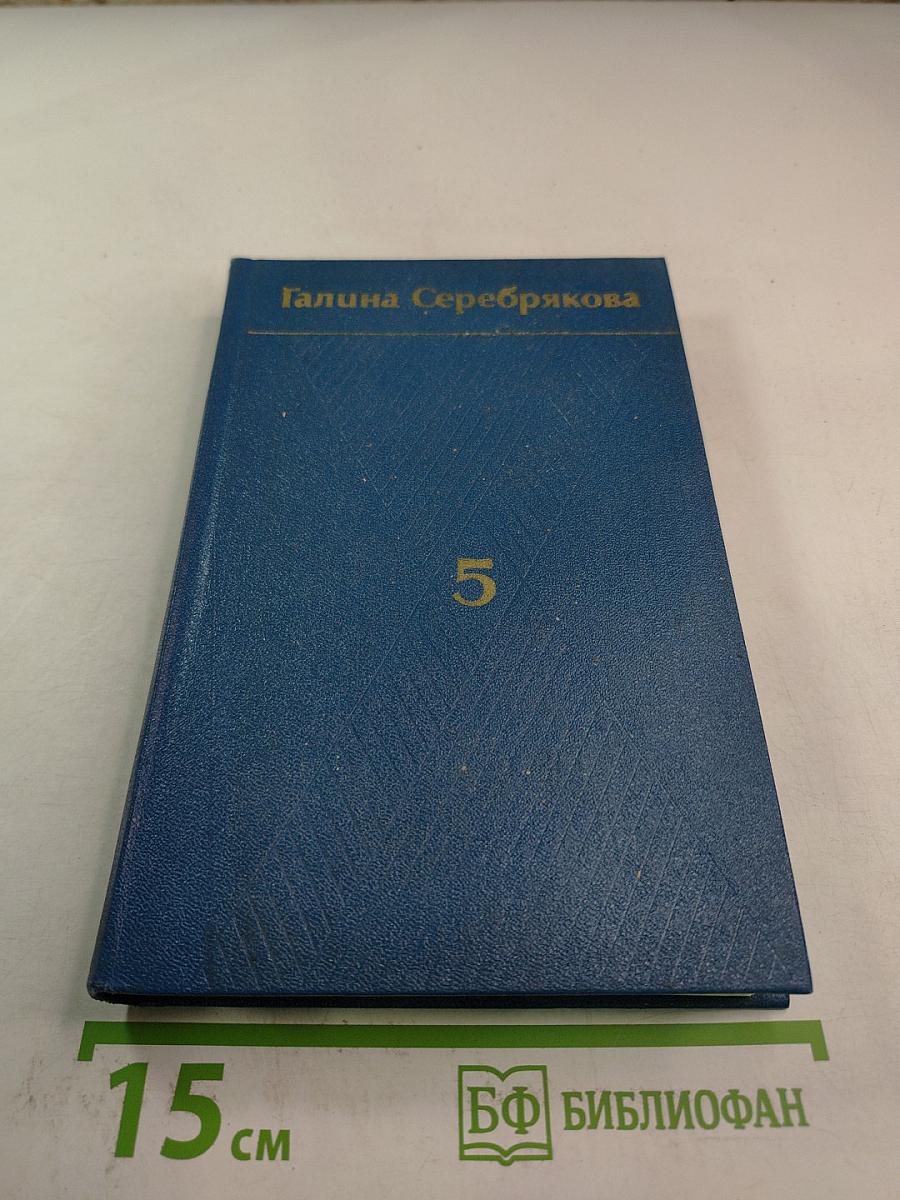 Галина Серебрякова
5
15 см
БФ БИБЛИОФАН